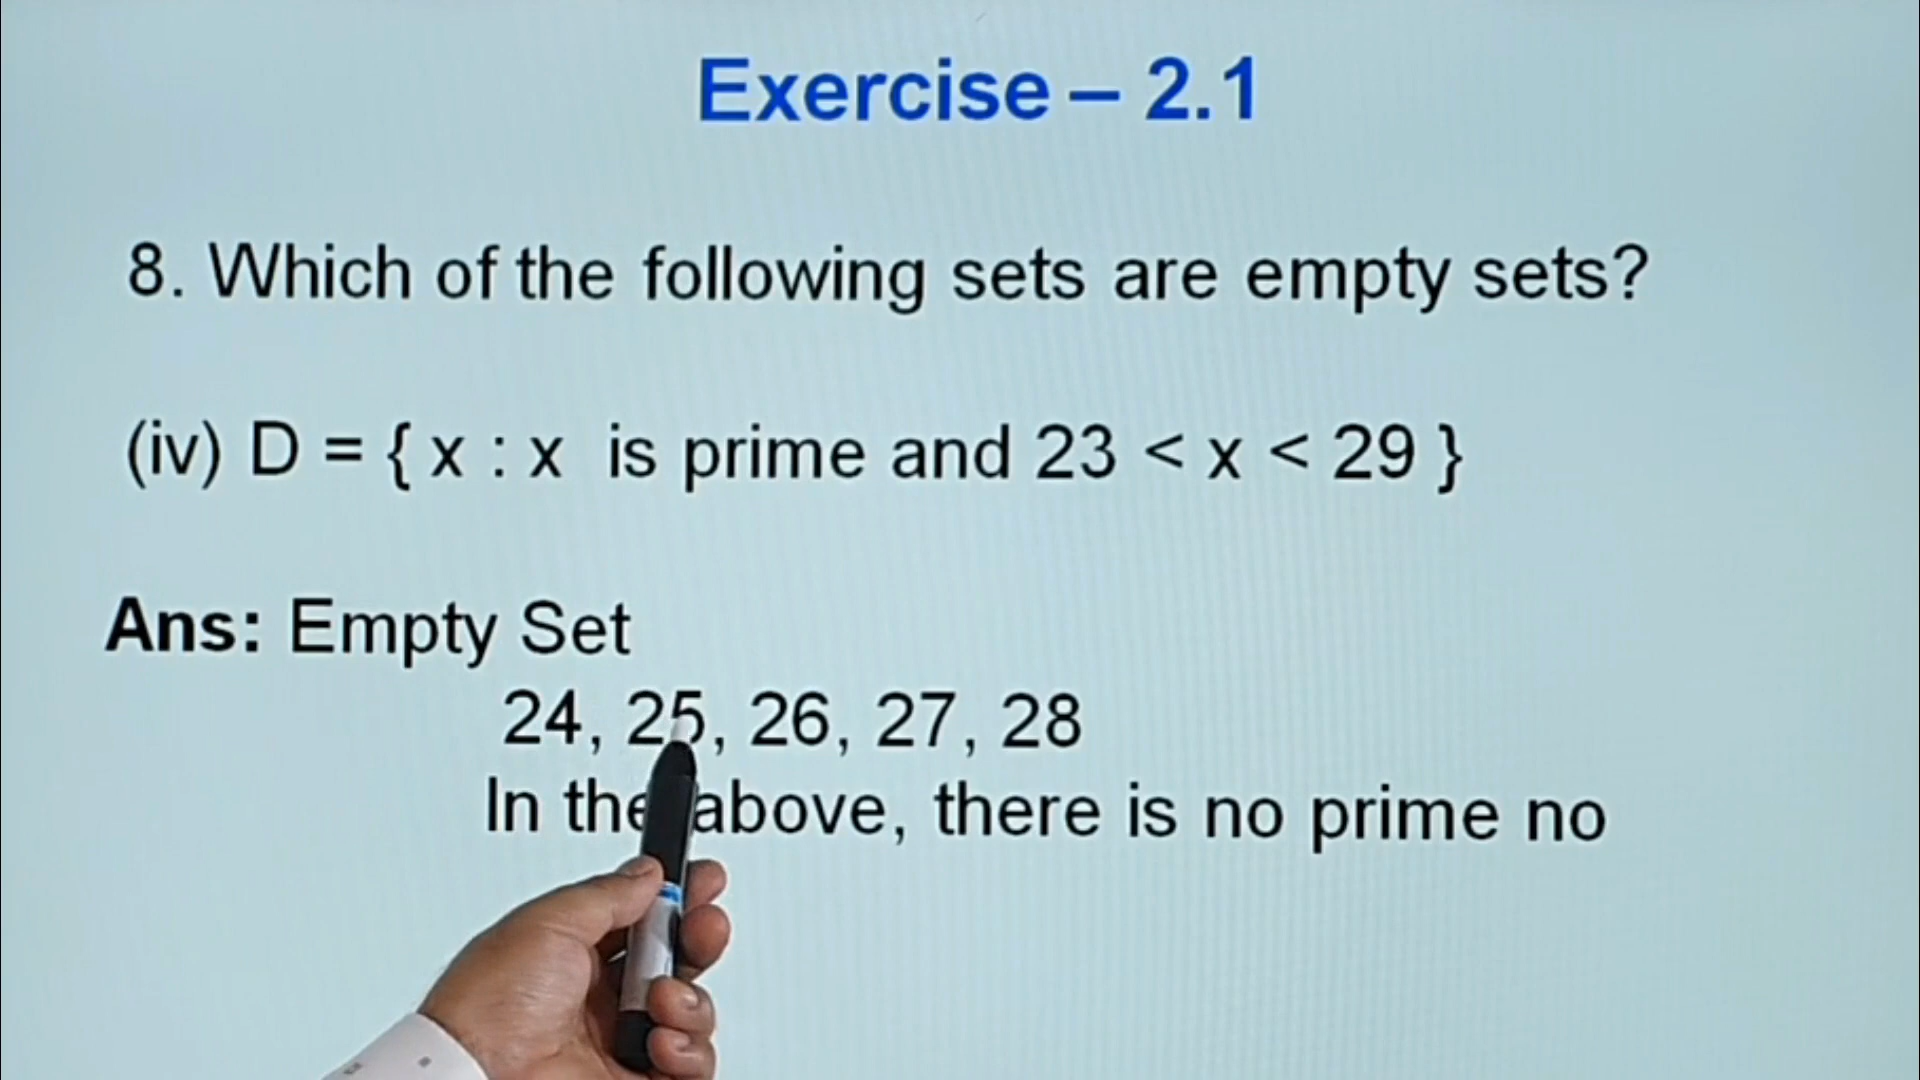 Exercise – 2.1
8. Which of the following sets are empty sets?
(iv) D = { x : x is prime and 23 < x < 29 }
Ans: Empty Set
24, 25, 26, 27, 28
In the above, there is no prime no